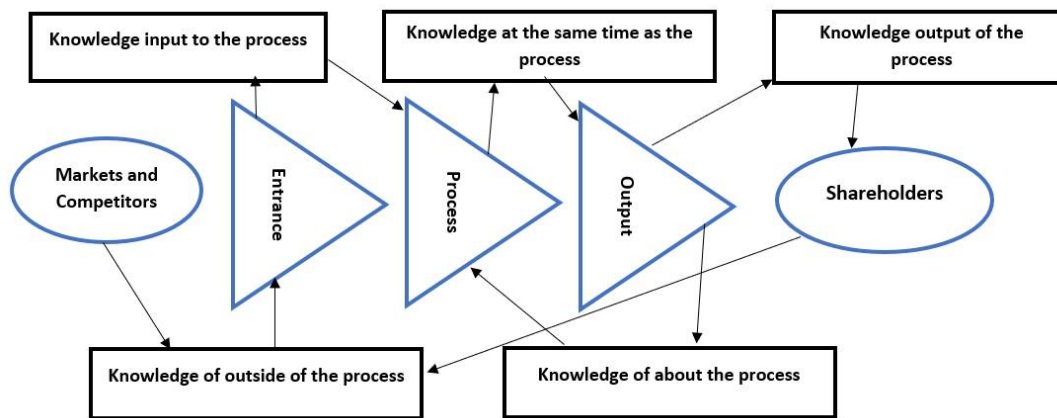 Knowledge input to the process
Knowledge at the same time as the
process
Knowledge output of the
process
Markets and
Competitors
Entrance
Process
Output
Shareholders
Knowledge of outside of the process
Knowledge of about the process